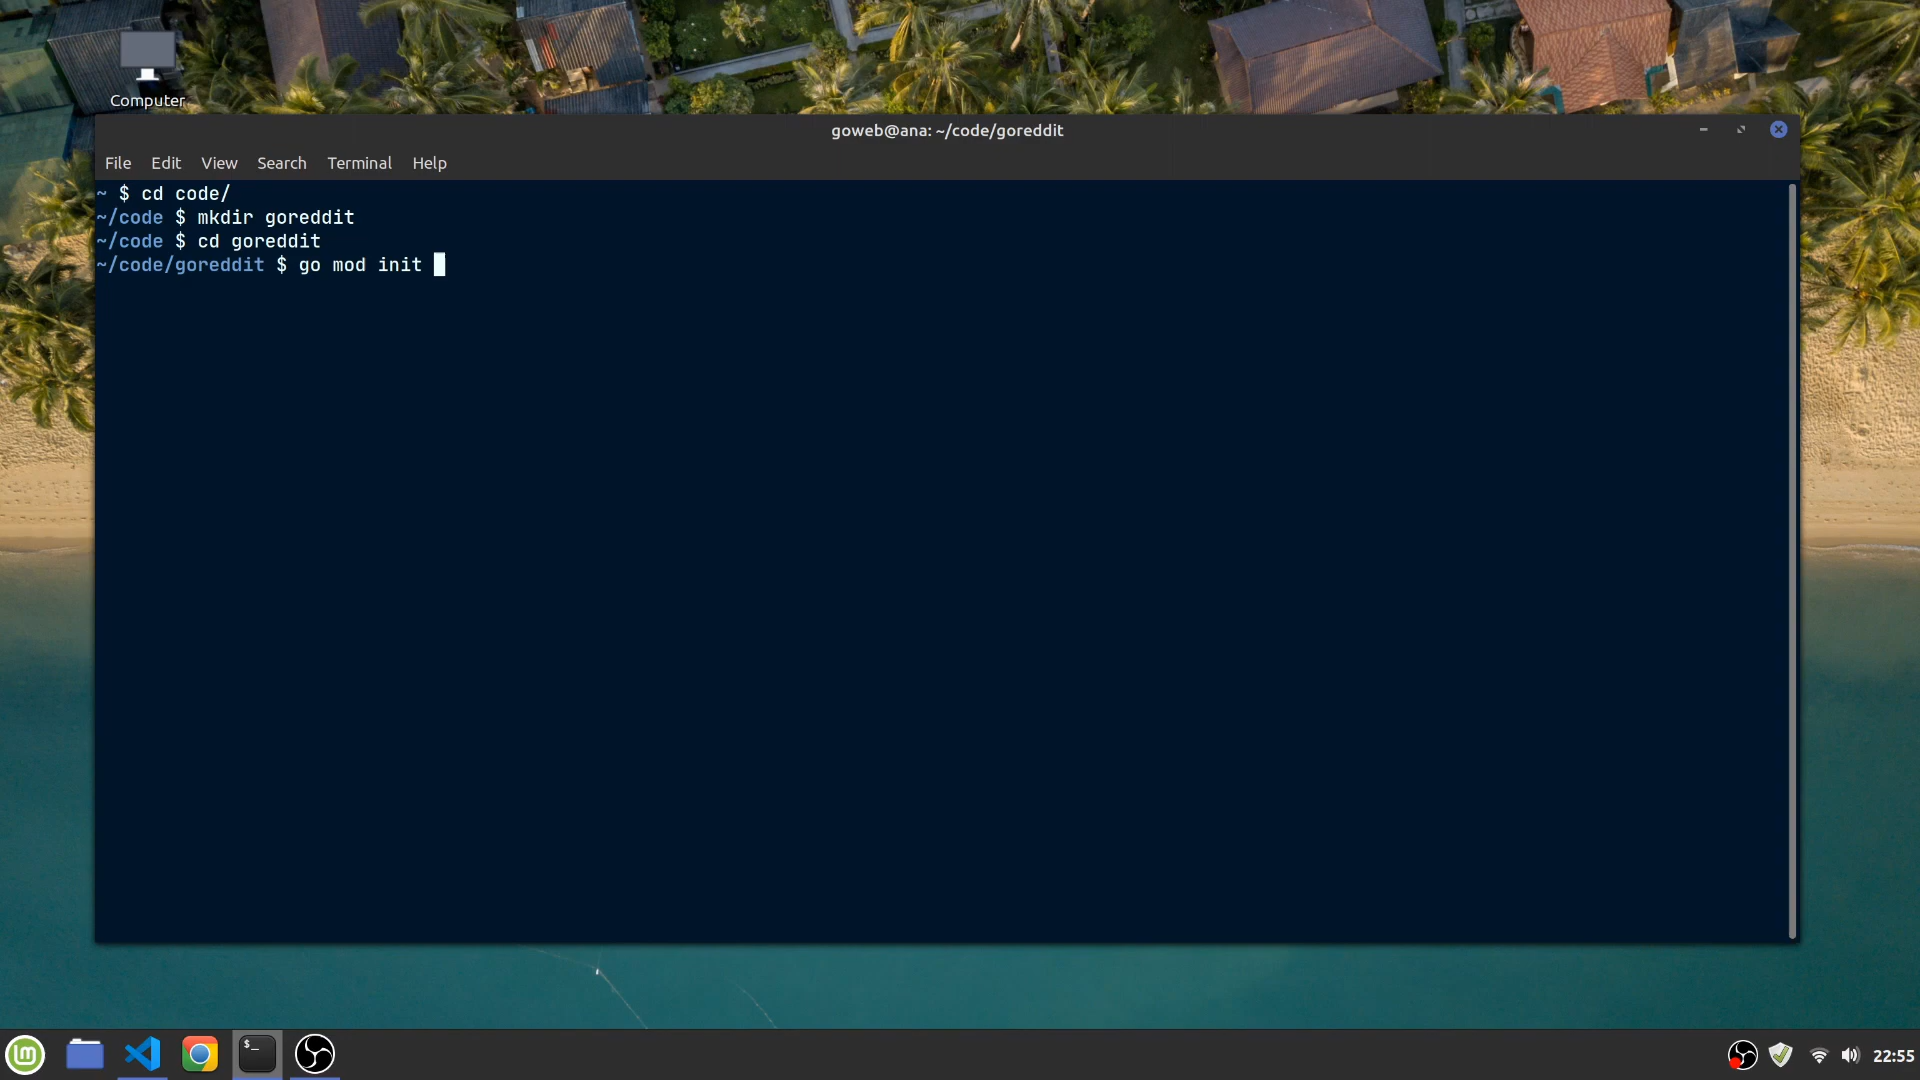 Computer
goweb@ana: ~/code/goreddit
File Edit View Search Terminal Help
~ $ cd code/
~/code $ mkdir goreddit
~/code $ cd goreddit
~/code/goreddit $ go mod init
$_
22:55